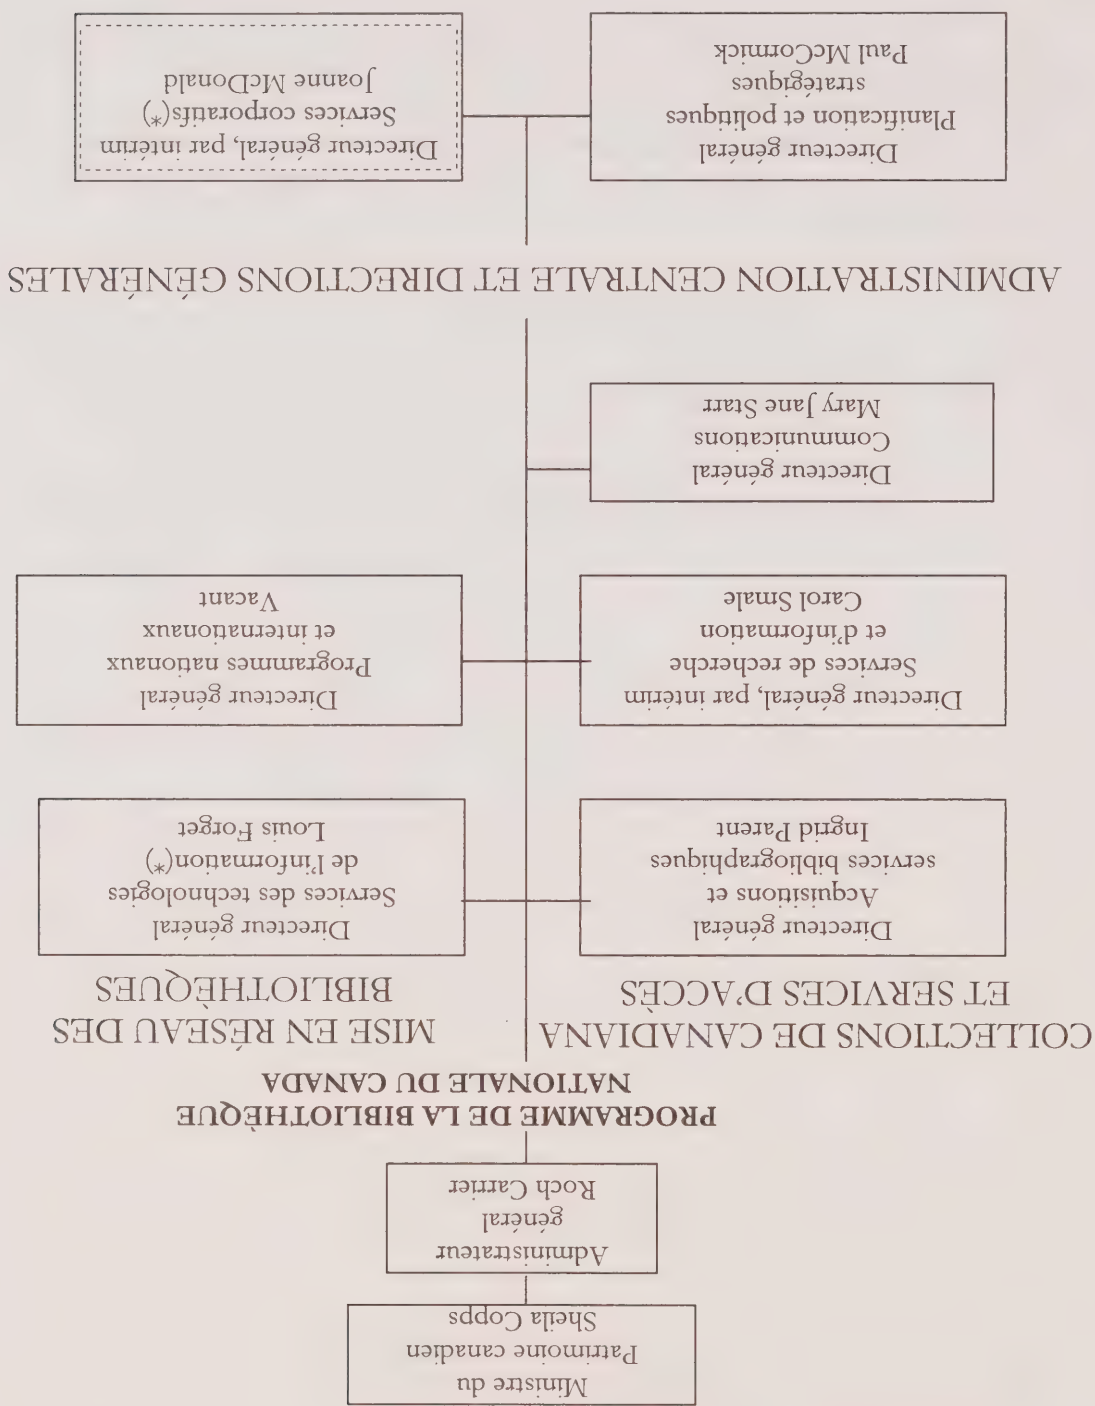 Ministre du
Patrimoine canadien
Sheila Copps
Administrateur
général
Roch Carrier
PROGRAMME DE LA BIBLIOTHÈQUE
NATIONALE DU CANADA
COLLECTIONS DE CANADIANA
ET SERVICES D'ACCÈS
MISE EN RÉSEAU DES
BIBLIOTHÈQUES
Directeur général
Acquisitions et
services bibliographiques
Ingrid Parent
Directeur général
Services des technologies
de l'information(*)
Louis Forget
Directeur général, par intérim
Services de recherche
et d'information
Carol Smale
Directeur général
Programmes nationaux
et internationaux
Vacant
Directeur général
Communications
Mary Jane Starr
ADMINISTRATION CENTRALE ET DIRECTIONS GÉNÉRALES
Directeur général
Planification et politiques
stratégiques
Paul McCormick
Directeur général, par intérim
Services corporatifs(*)
Joanne McDonald